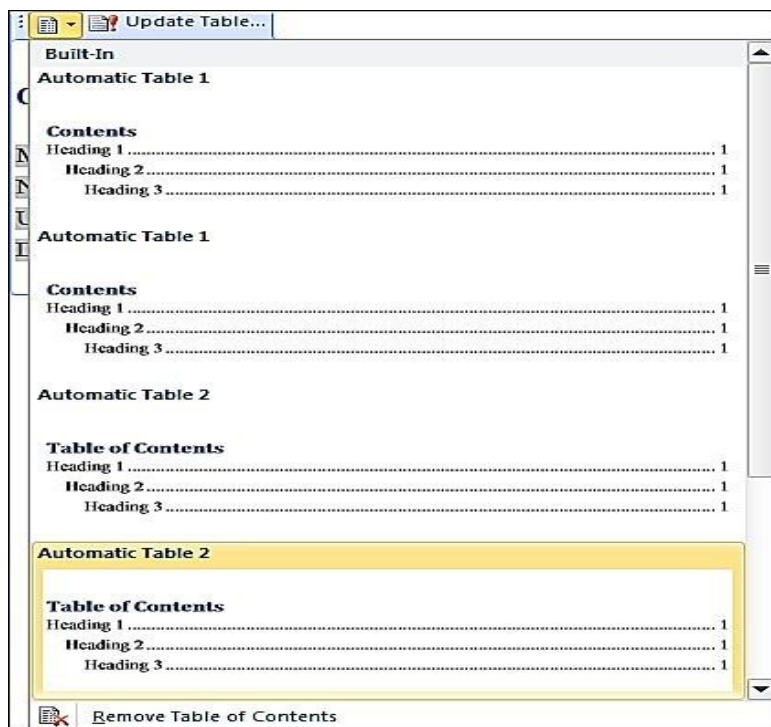 Update Table...
Built-In
Automatic Table 1
Contents
Heading 1 ........ 1
Heading 2 ........ 1
Heading 3 ........ 1
Automatic Table 1
Contents
Heading 1 ........ 1
Heading 2 ........ 1
Heading 3 ........ 1
Automatic Table 2
Table of Contents
Heading 1 ........ 1
Heading 2 ........ 1
Heading 3 ........ 1
Automatic Table 2
Table of Contents
Heading 1 ........ 1
Heading 2 ........ 1
Heading 3 ........ 1
Remove Table of Contents